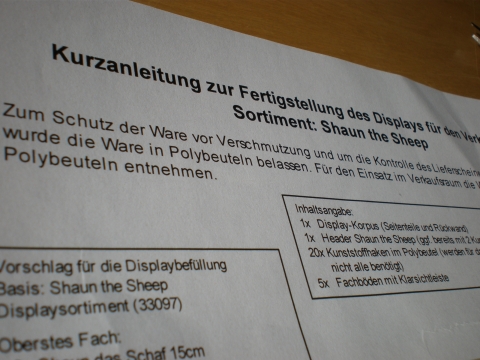 Kurzanleitung zur Fertigstellung des Displays für den
Sortiment: Shaun the Sheep
Zum Schutz der Ware vor Verschmutzung und um die Kontrolle des
wurde die Ware in Polybeuteln belassen. Für den Einsatz im Verkaufsraum die
Polybeuteln entnehmen.
Inhaltsangabe:
1x Display-Korpus (Seitenteile und Rückwand)
1x Header Shaun the Sheep (ggf. bereits mit 2
20x Kunststoffhaken im Polybeutel (werden für
nicht alle benötigt)
5x Fachböden mit Klarsichtleiste
Vorschlag für die Displaybefüllung
Basis: Shaun the Sheep
Displaysortiment (33097)
Oberstes Fach:
das Schaf 15cm